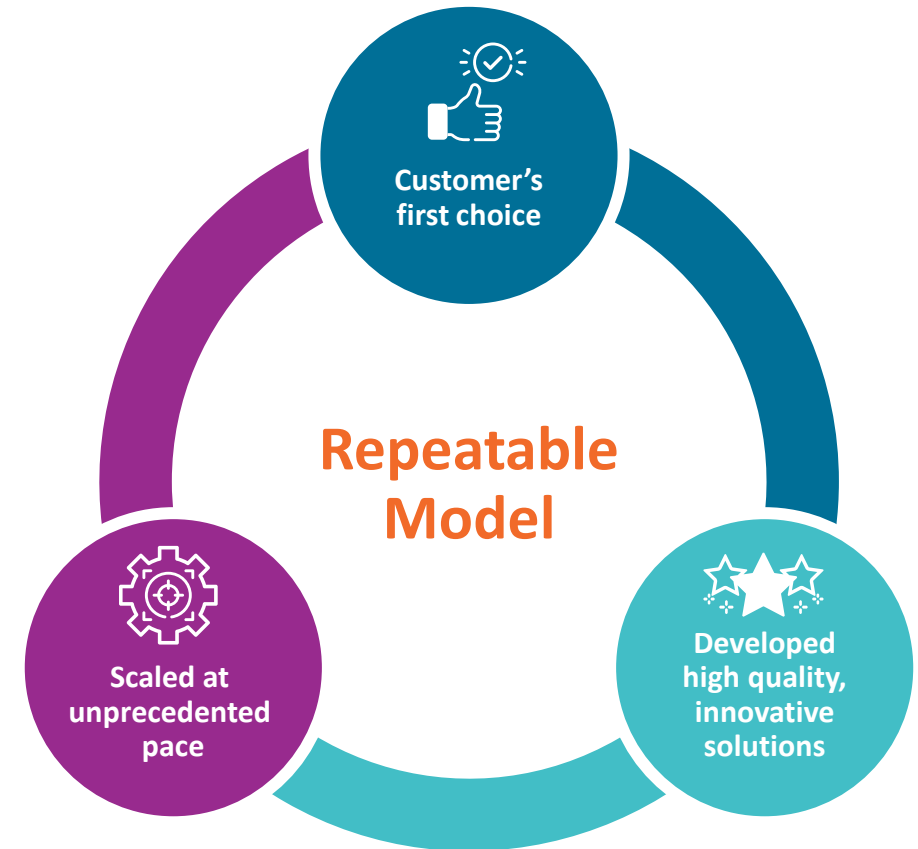 Customer’s
first choice
Repeatable
Model
Developed
high quality,
innovative
solutions
Scaled at
unprecedented
pace